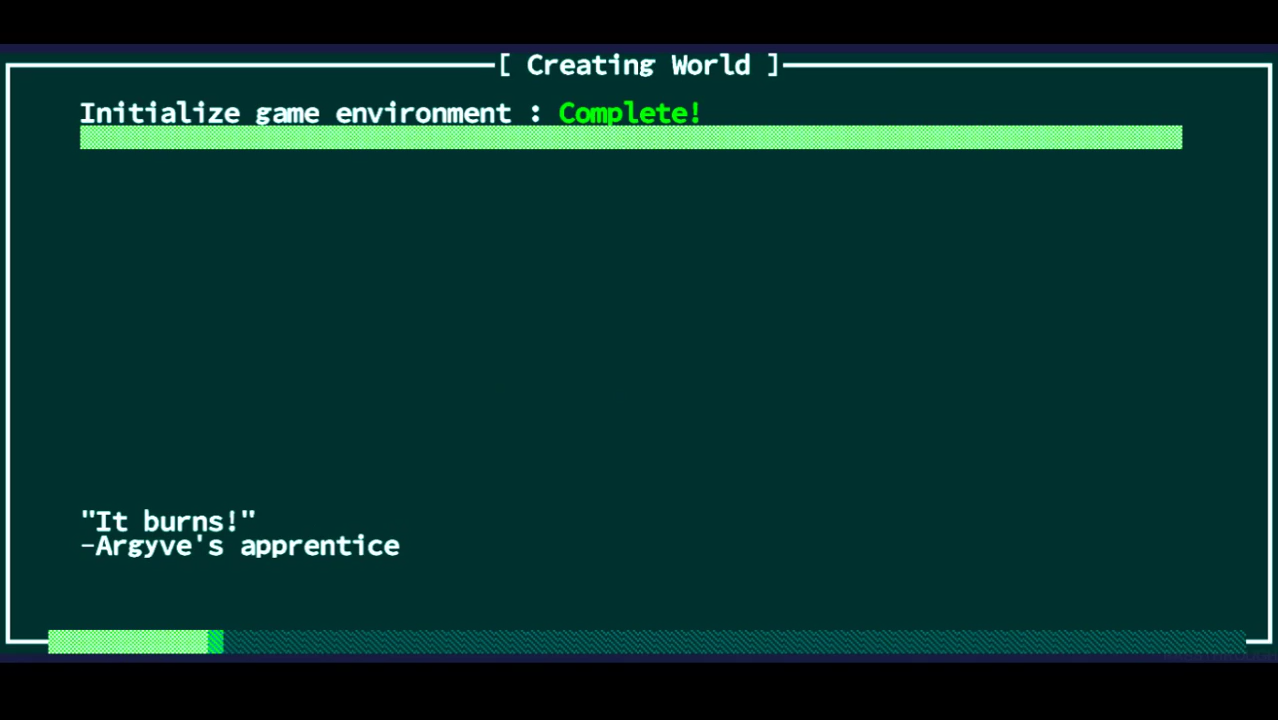 [ Creating World ]
Initialize game environment : Complete!
"It burns!"
-Argyve's apprentice